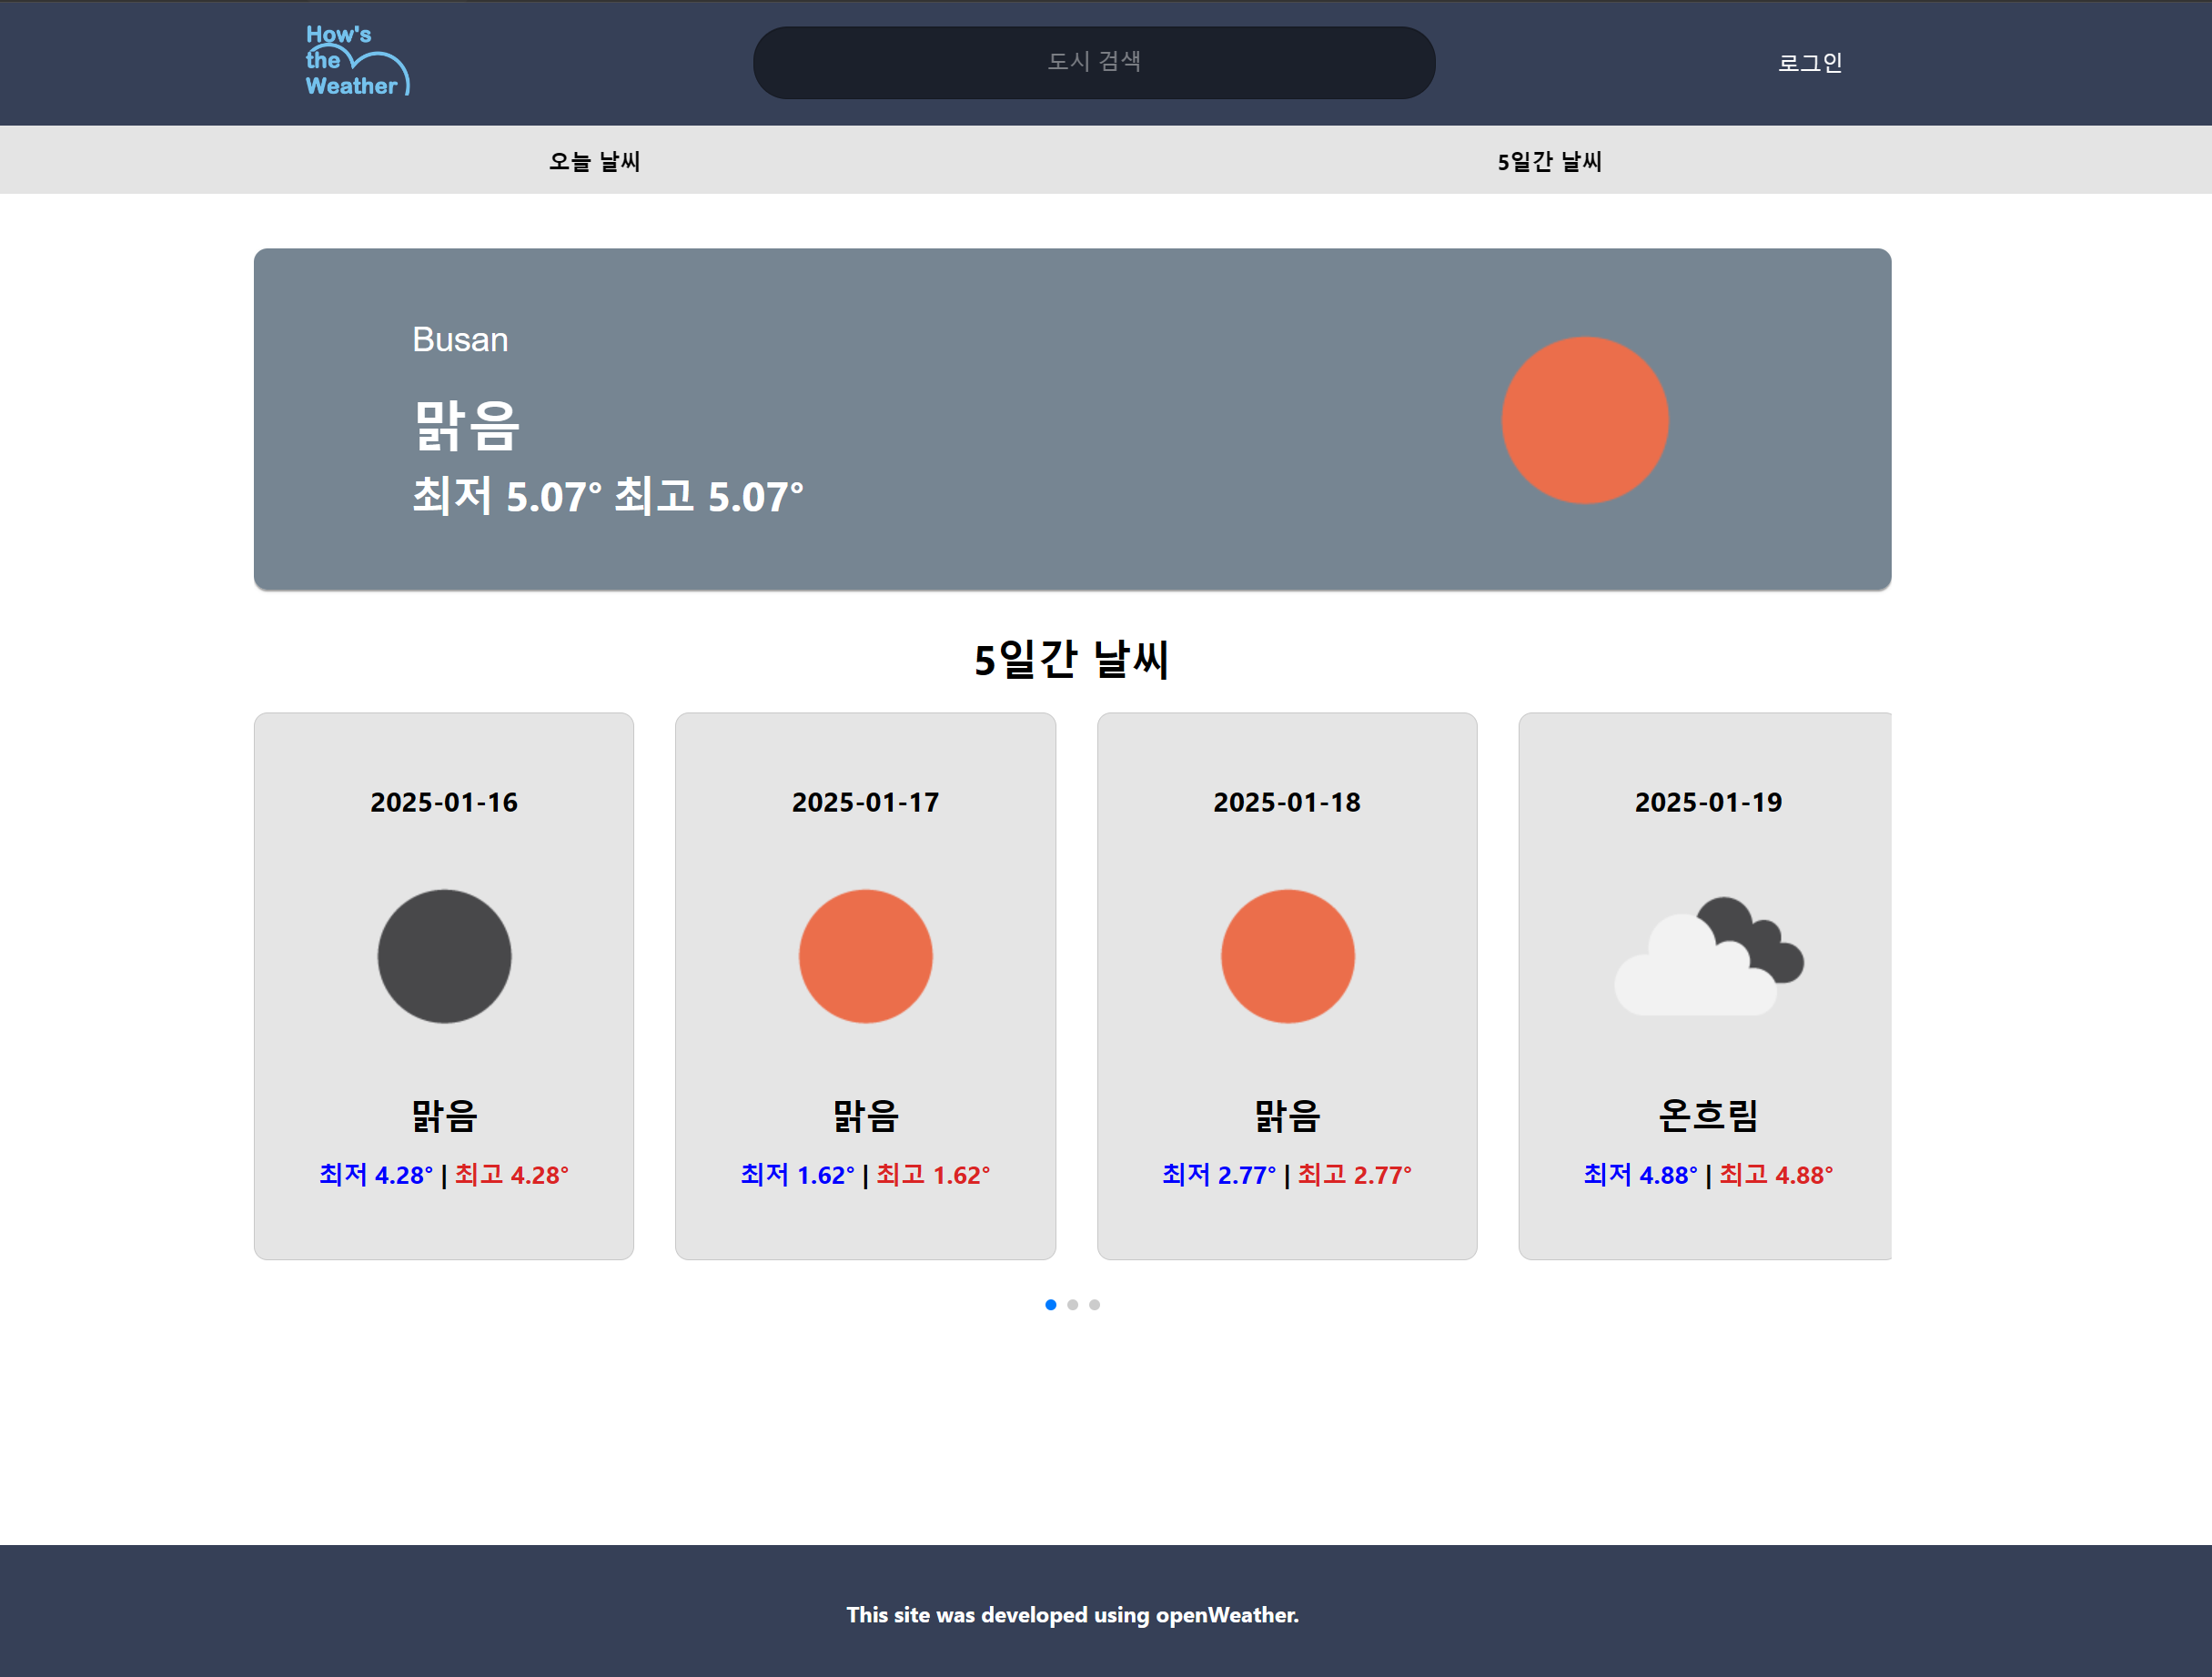 How's
the
Weather
도시 검색
로그인
오늘 날씨
5일간 날씨
Busan
맑음
최저 5.07° 최고 5.07°
5일간 날씨
2025-01-16
맑음
최저 4.28° | 최고 4.28°
2025-01-17
맑음
최저 1.62° | 최고 1.62°
2025-01-18
맑음
최저 2.77° | 최고 2.77°
2025-01-19
온흐림
최저 4.88° | 최고 4.88°
This site was developed using openWeather.